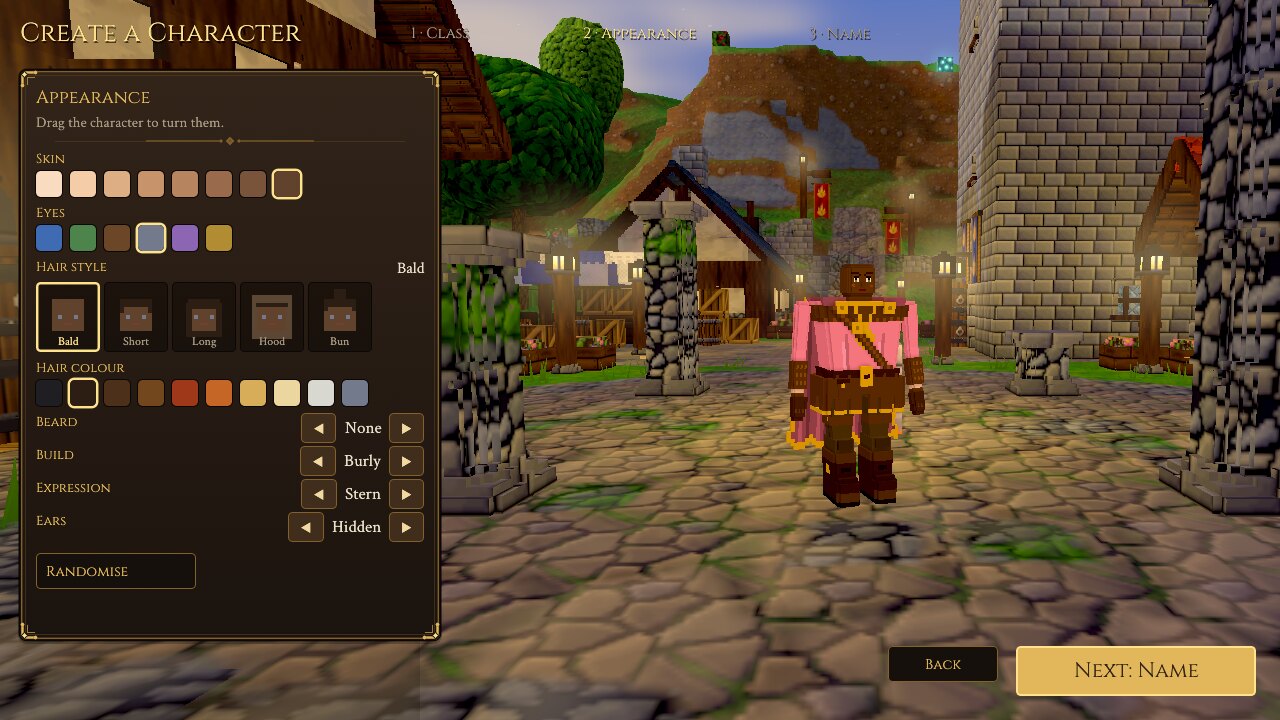 Create a Character
1 · Class
2 · Appearance
3 · Name
Appearance
Drag the character to turn them.
Skin
Eyes
Hair style
Bald
Bald
Short
Long
Hood
Bun
Hair colour
Beard
None
Build
Burly
Expression
Stern
Ears
Hidden
Randomise
Back
Next: Name